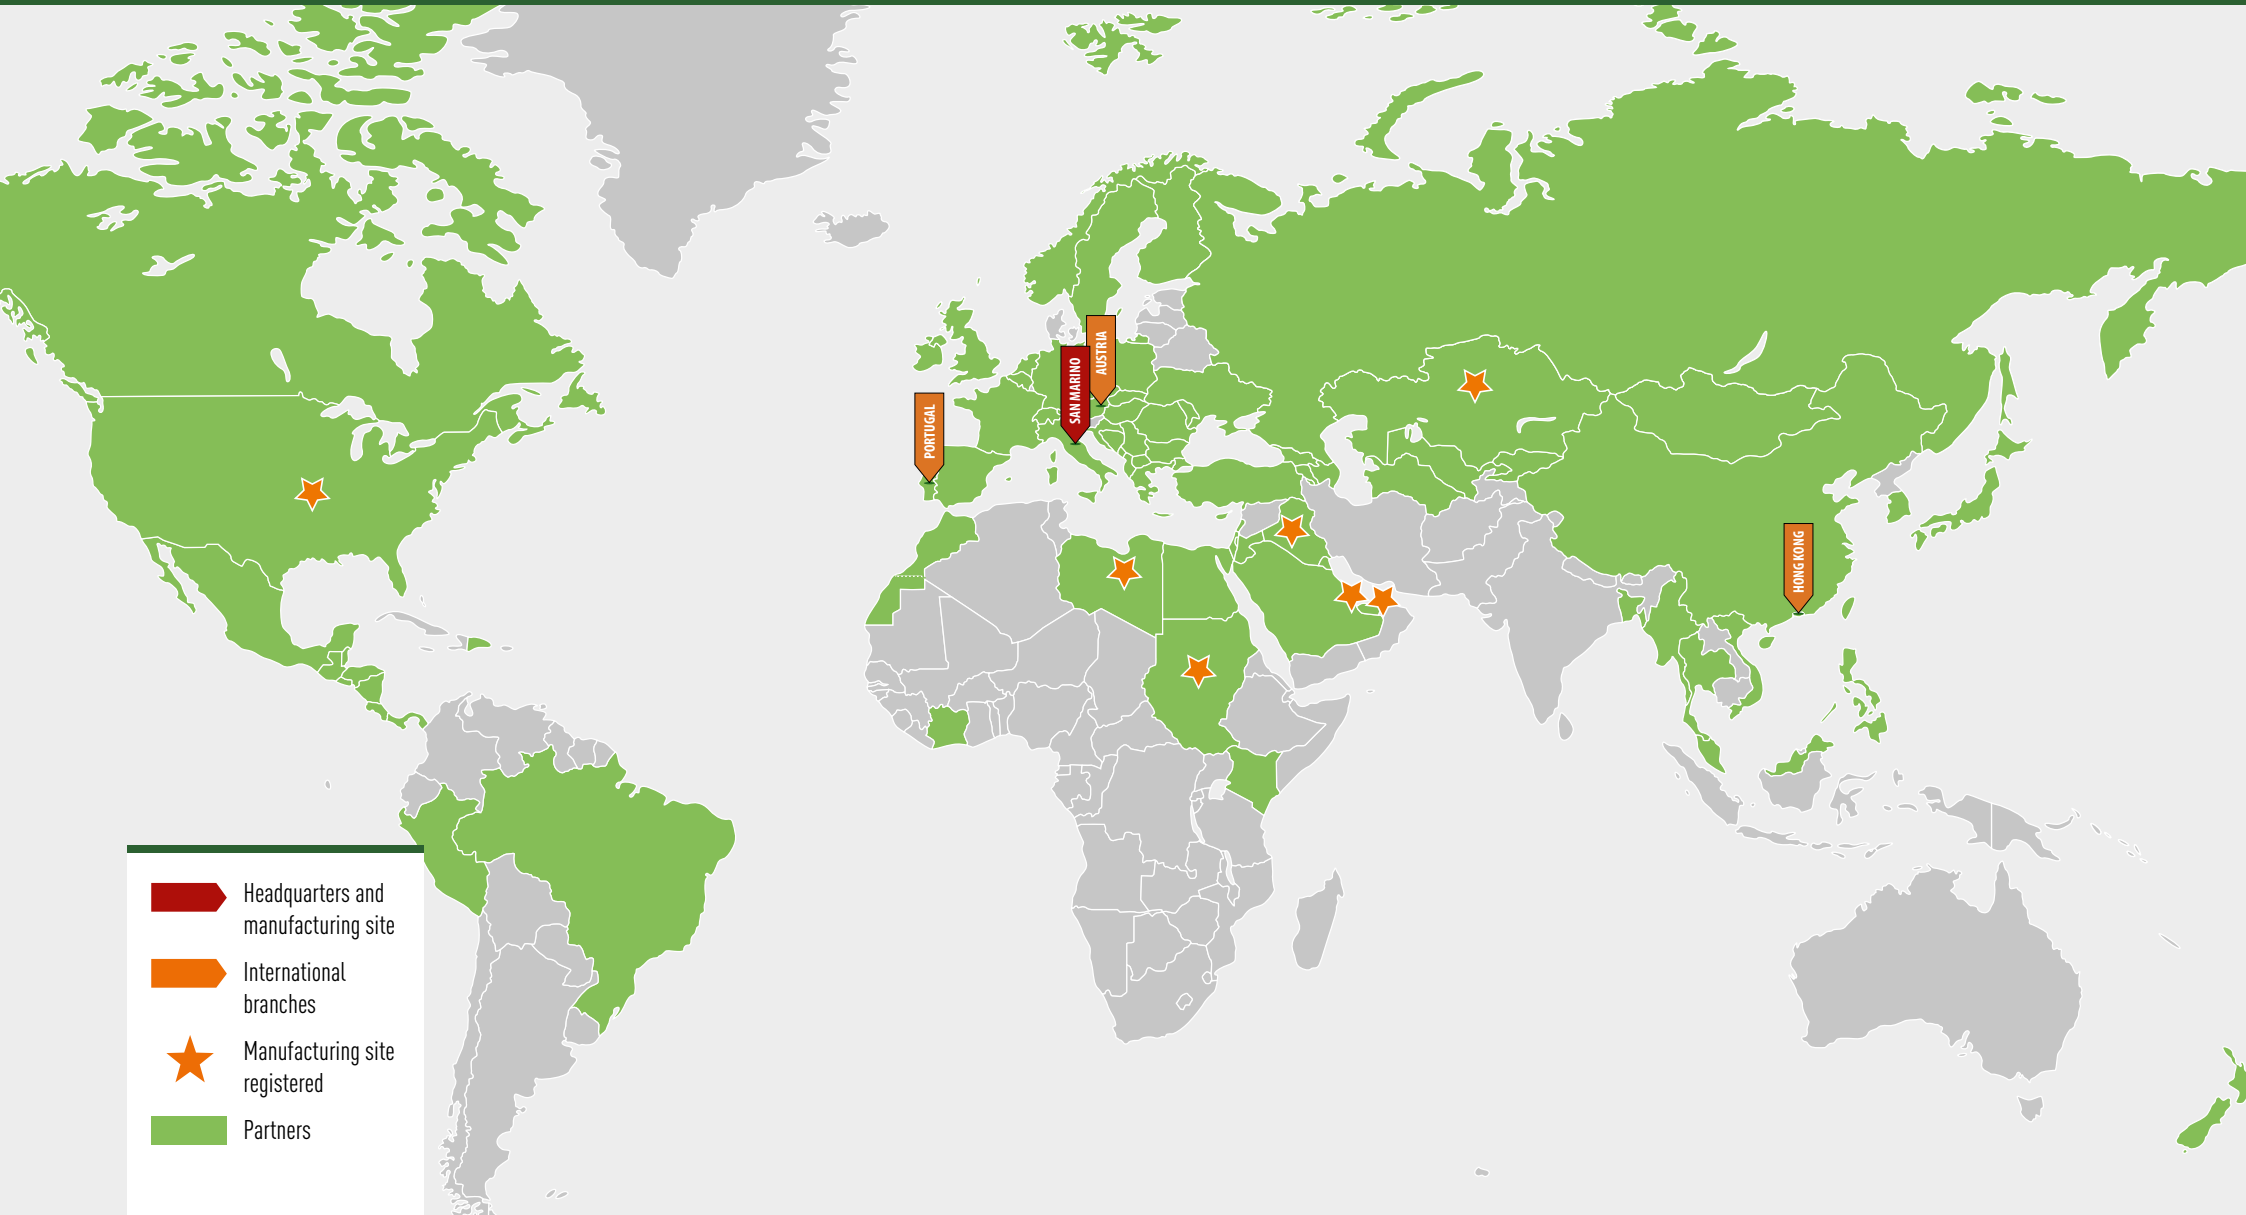 AUSTRIA
SAN MARINO
PORTUGAL
HONG KONG
Headquarters and
manufacturing site
International
branches
Manufacturing site
registered
Partners